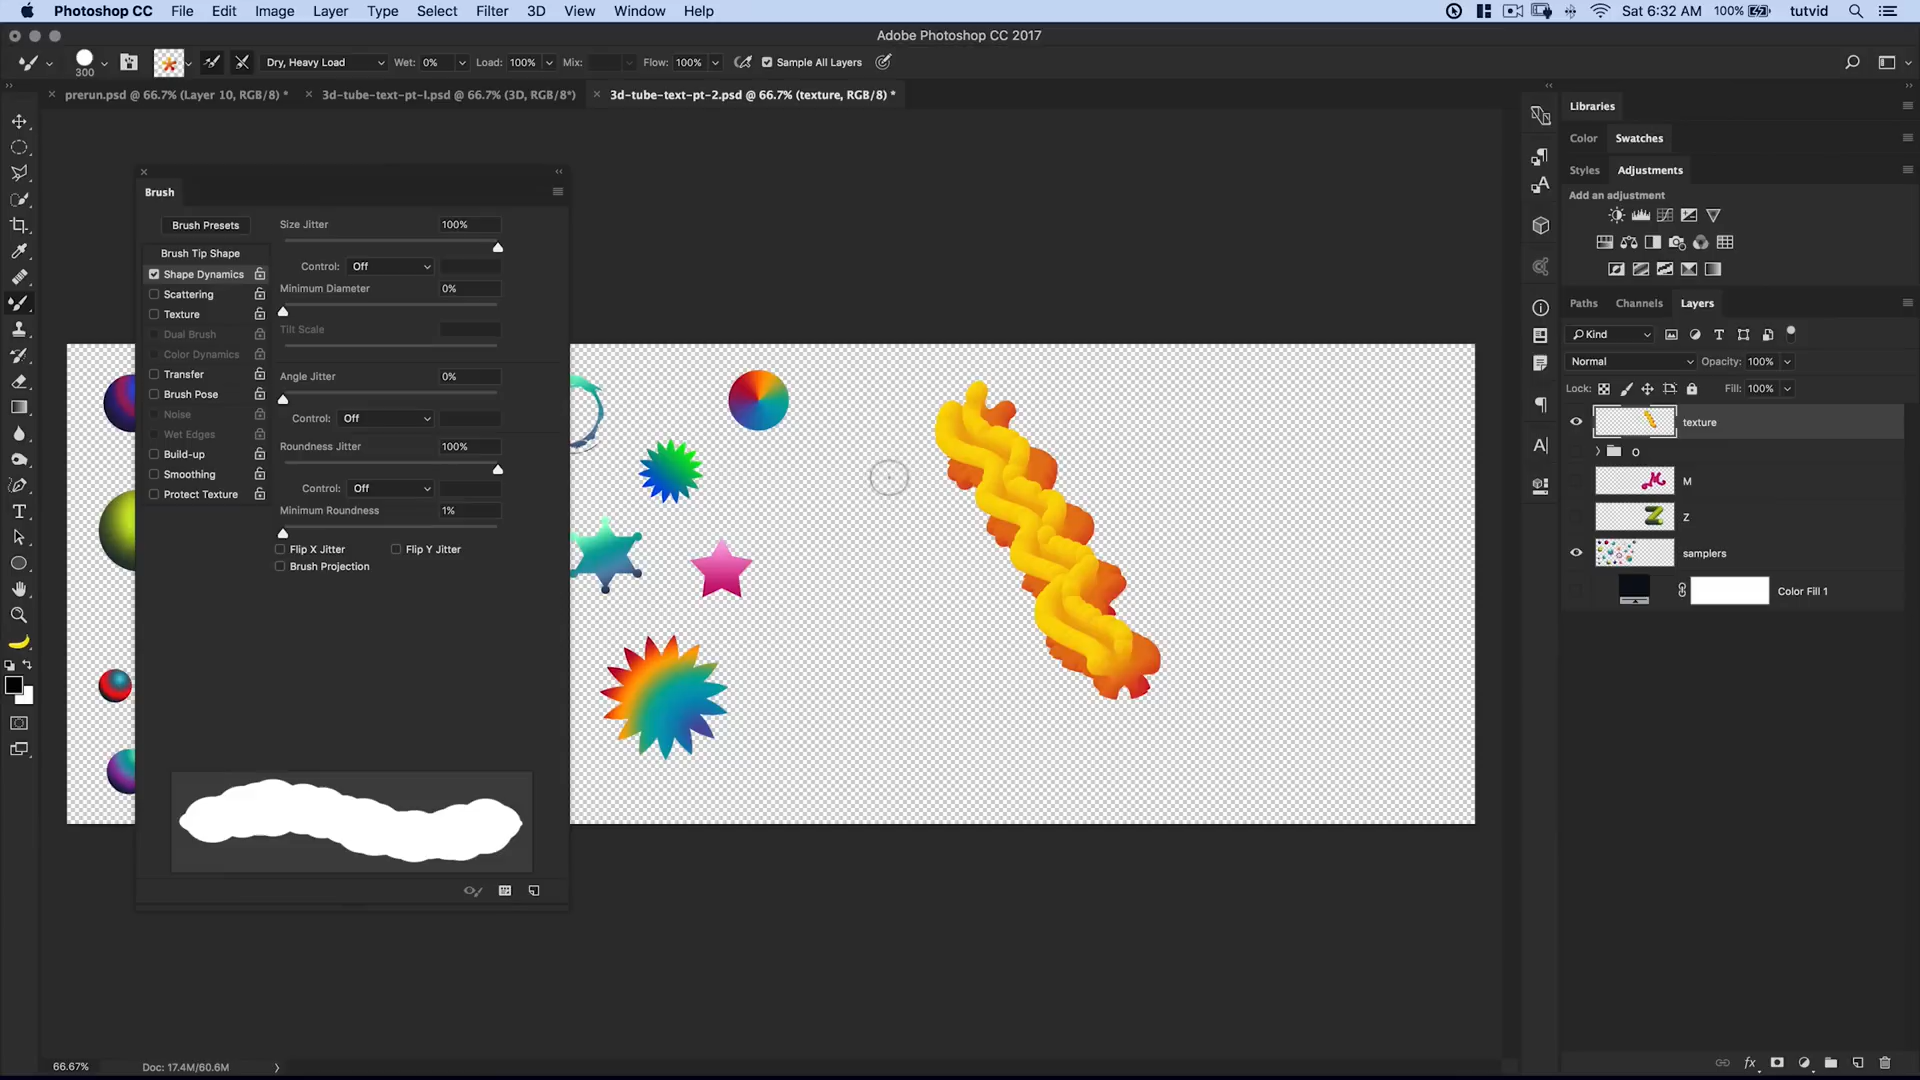 Photoshop CC File Edit Image Layer Type Select Filter 3D View Window Help Sat 6:32 AM 100% tutvid
Adobe Photoshop CC 2017
300 Dry, Heavy Load Wet: 0% Load: 100% Mix: Flow: 100% Sample All Layers
prerun.psd @ 66.7% (Layer 10, RGB/8) * 3d-tube-text-pt-I.psd @ 66.7% (3D, RGB/8*) 3d-tube-text-pt-2.psd @ 66.7% (texture, RGB/8) *
Brush
Brush Presets
Brush Tip Shape
Shape Dynamics
Scattering
Texture
Dual Brush
Color Dynamics
Transfer
Brush Pose
Noise
Wet Edges
Build-up
Smoothing
Protect Texture
Size Jitter 100%
Control: Off
Minimum Diameter 0%
Tilt Scale
Angle Jitter 0%
Control: Off
Roundness Jitter 100%
Control: Off
Minimum Roundness 1%
Flip X Jitter Flip Y Jitter
Brush Projection
Libraries
Color Swatches
Styles Adjustments
Add an adjustment
Paths Channels Layers
Kind
Normal Opacity: 100%
Lock: Fill: 100%
texture
O
M
Z
samplers
Color Fill 1
66.67% Doc: 17.4M/60.6M